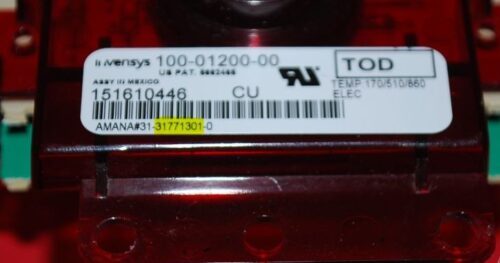 invensys 100-01200-00
US PAT. 5662465
ASSY IN MEXICO
151610446 CU
TOD
TEMP 170/510/860
ELEC
AMANA#31-31771301-0